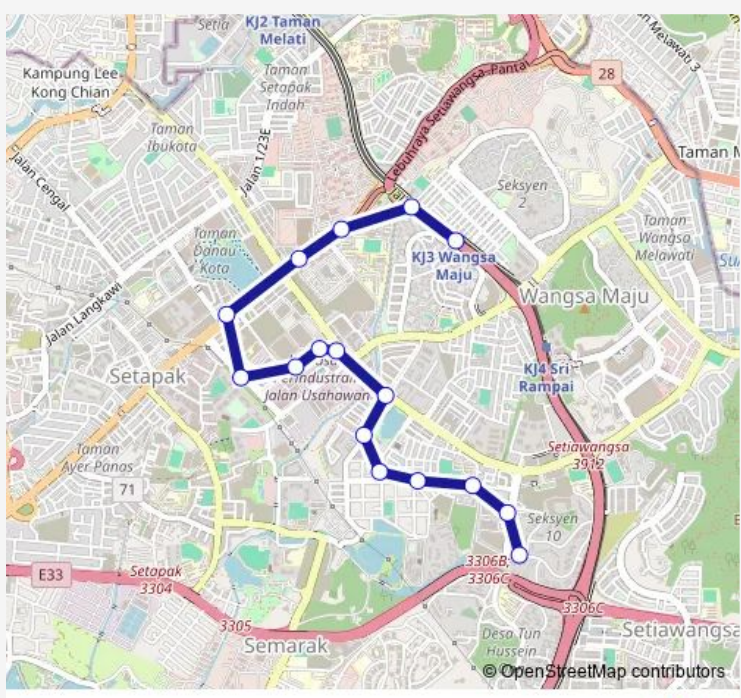 Setia
KJ2 Taman
Melati
Kampung Lee
Kong Chian
Taman
Setapak
Indah
28
Taman
Ibukota
Jalan 1/23E
Lebuhraya Setiawangsa-Pantai
Taman M
Jalan Cengal
Seksyen
2
Taman
Wangsa
Melawati
Taman
Danau
Kota
KJ3 Wangsa
Maju
Wangsa Maju
Jalan Langkawi
Setapak
KJ4 Sri
Rampai
Perindustrian
Jalan Usahawan
Taman
Ayer Panas
Setiawangsa
3912
71
Seksyen
10
E33
Setapak
3304
3306B;
3306C
3306C
3305
Semarak
Setiawangsa
Desa Tun
Hussein
© OpenStreetMap contributors